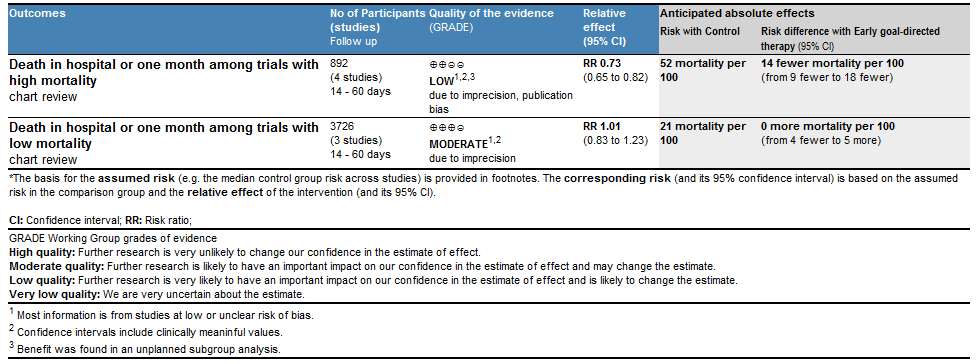 Outcomes
No of Participants
(studies)
Follow up
Quality of the evidence
(GRADE)
Relative
effect
(95% CI)
Anticipated absolute effects
Risk with Control
Risk difference with Early goal-directed
therapy (95% CI)
Death in hospital or one month among trials with
high mortality
chart review
892
(4 studies)
14 - 60 days
⊕⊕⊝⊝
LOW1,2,3
due to imprecision, publication
bias
RR 0.73
(0.65 to 0.82)
52 mortality per
100
14 fewer mortality per 100
(from 9 fewer to 18 fewer)
Death in hospital or one month among trials with
low mortality
chart review
3726
(3 studies)
14 - 60 days
⊕⊕⊕⊝
MODERATE1,2
due to imprecision
RR 1.01
(0.83 to 1.23)
21 mortality per
100
0 more mortality per 100
(from 4 fewer to 5 more)
*The basis for the assumed risk (e.g. the median control group risk across studies) is provided in footnotes. The corresponding risk (and its 95% confidence interval) is based on the assumed
risk in the comparison group and the relative effect of the intervention (and its 95% CI).
CI: Confidence interval; RR: Risk ratio;
GRADE Working Group grades of evidence
High quality: Further research is very unlikely to change our confidence in the estimate of effect.
Moderate quality: Further research is likely to have an important impact on our confidence in the estimate of effect and may change the estimate.
Low quality: Further research is very likely to have an important impact on our confidence in the estimate of effect and is likely to change the estimate.
Very low quality: We are very uncertain about the estimate.
1 Most information is from studies at low or unclear risk of bias.
2 Confidence intervals include clinically meaninful values.
3 Benefit was found in an unplanned subgroup analysis.